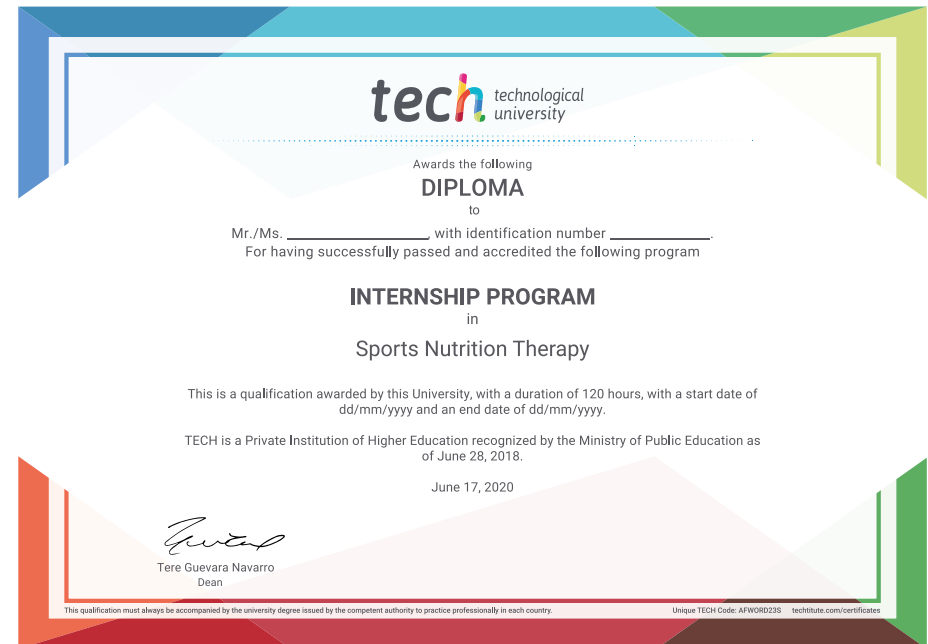 tech technological
university
Awards the following
DIPLOMA
to
Mr./Ms. ____________________, with identification number ______________.
For having successfully passed and accredited the following program
INTERNSHIP PROGRAM
in
Sports Nutrition Therapy
This is a qualification awarded by this University, with a duration of 120 hours, with a start date of
dd/mm/yyyy and an end date of dd/mm/yyyy.
TECH is a Private Institution of Higher Education recognized by the Ministry of Public Education as
of June 28, 2018.
June 17, 2020
Tere Guevara Navarro
Dean
This qualification must always be accompanied by the university degree issued by the competent authority to practice professionally in each country. Unique TECH Code: AFWORD23S techtitute.com/certificates